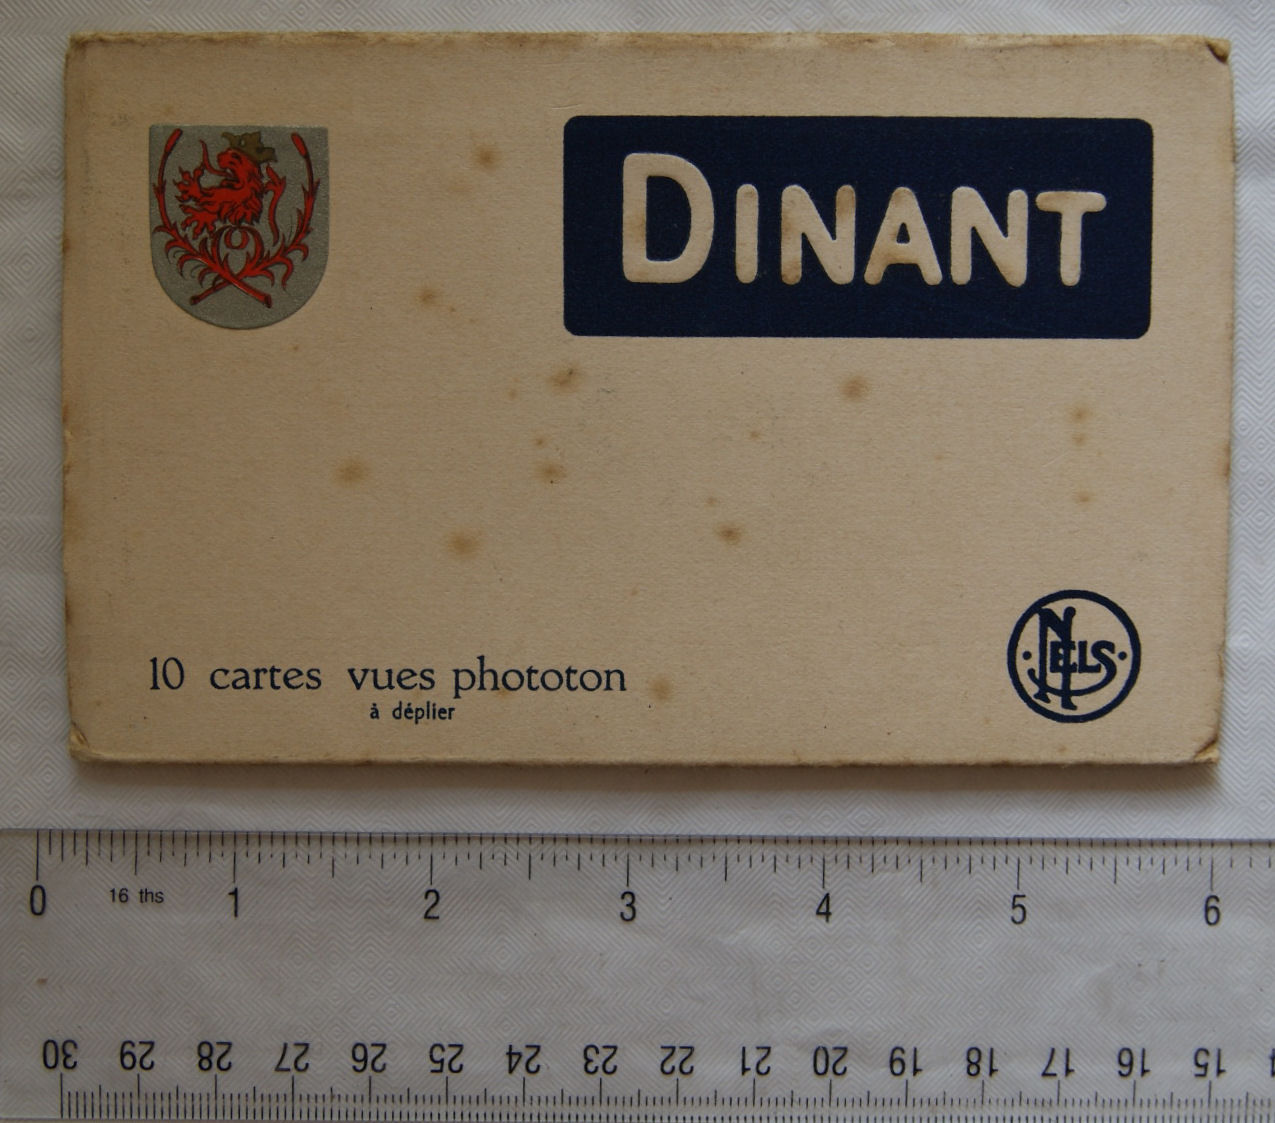 DINANT
10 cartes vues phototon
à déplier
NELS
0 1 2 3 4 5 6
16 ths
30 29 28 27 26 25 24 23 22 21 20 19 18 17 16 15